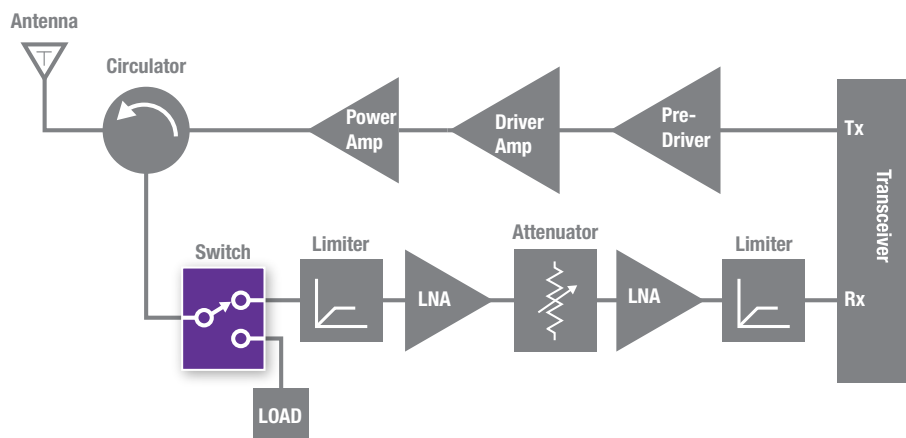 Antenna
T
Circulator
Power
Amp
Driver
Amp
Pre-
Driver
Tx
Transceiver
Rx
Switch
Limiter
LNA
Attenuator
LNA
Limiter
LOAD